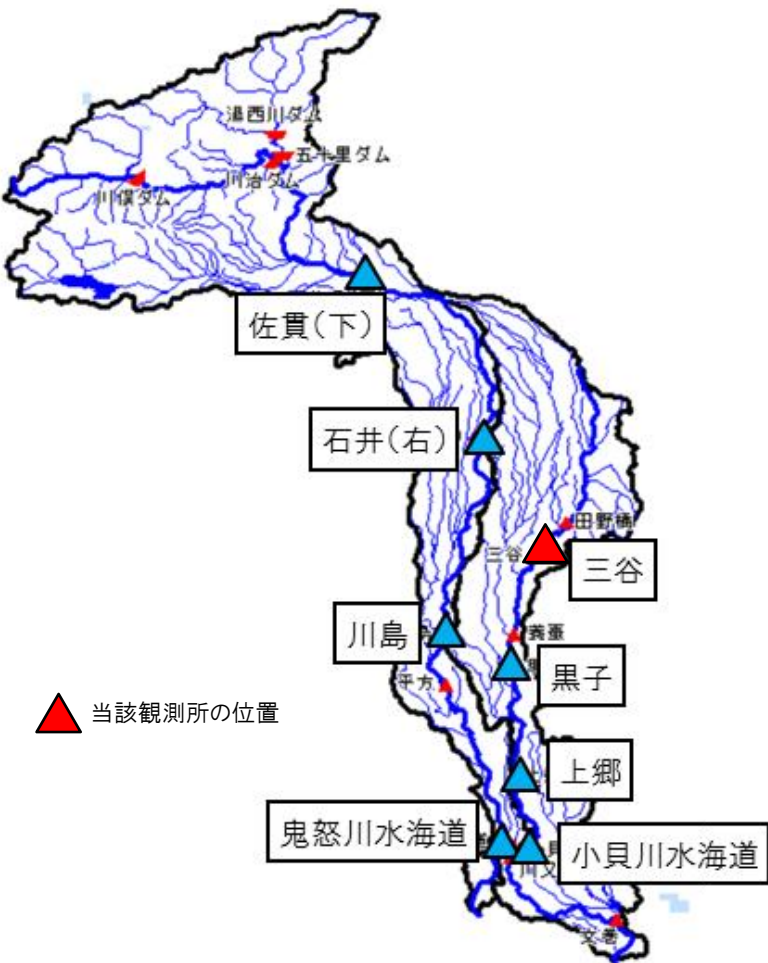 湯西川ダム
五十里ダム
川治ダム
川俣ダム
佐貫(下)
石井(右)
田野橋
三谷
三谷
川島
黒子
平方
当該観測所の位置
上郷
鬼怒川水海道
小貝川水海道
文巻